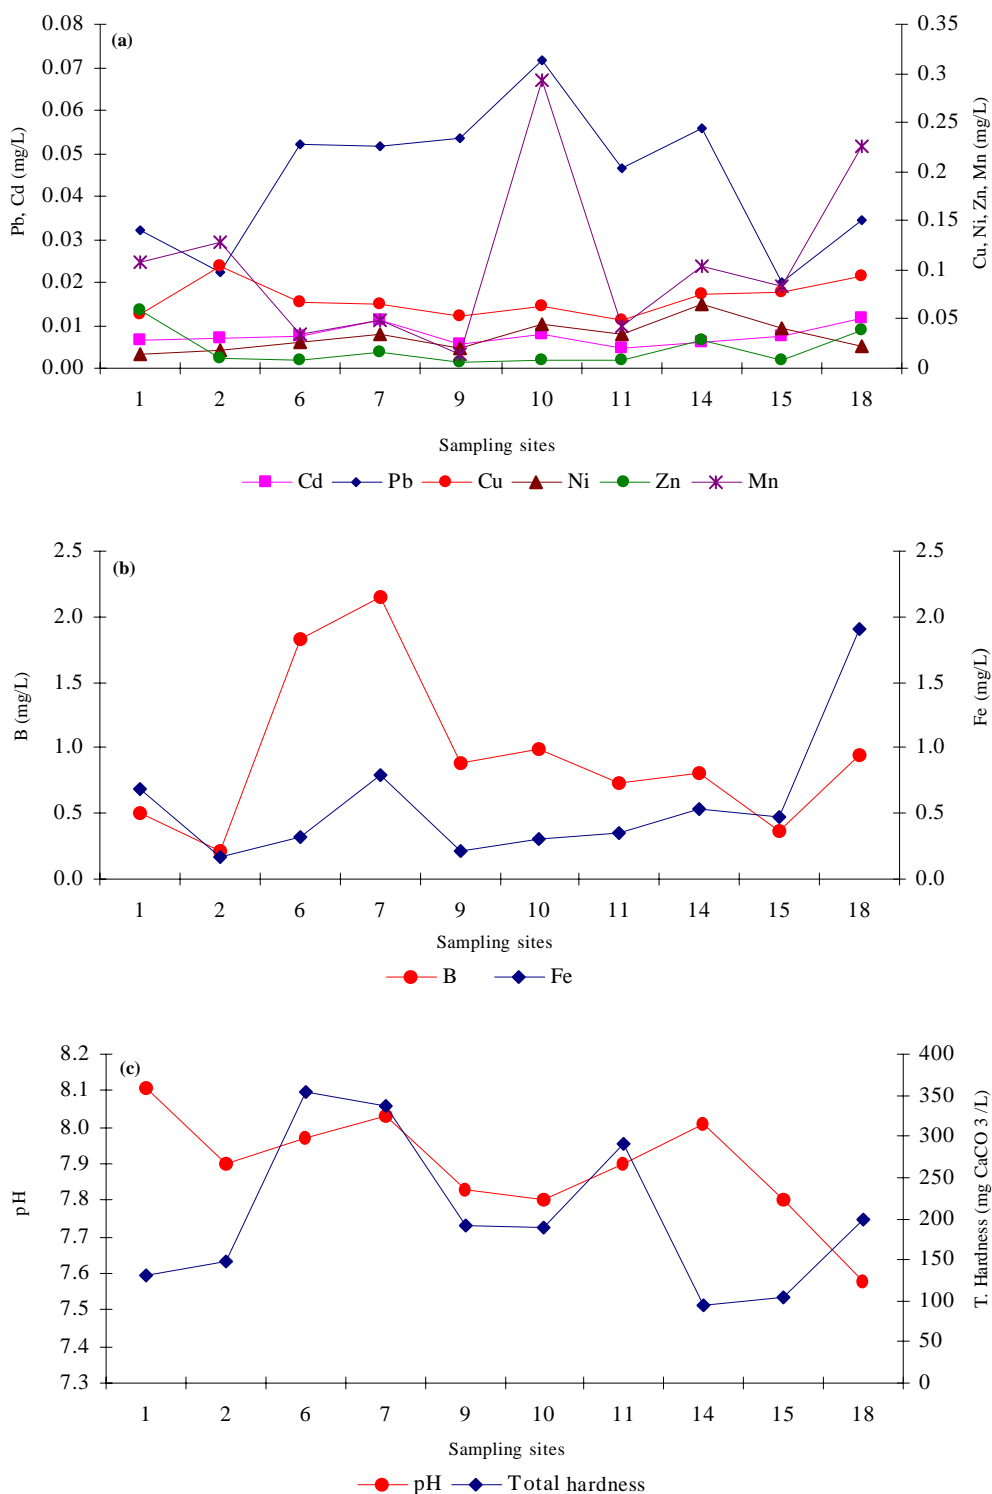 (a)
Pb, Cd (mg/L)
0.08
0.07
0.06
0.05
0.04
0.03
0.02
0.01
0.00
Cu, Ni, Zn, Mn (mg/L)
0.35
0.3
0.25
0.2
0.15
0.1
0.05
0
1 2 6 7 9 10 11 14 15 18
Sampling sites
Cd Pb Cu Ni Zn Mn
(b)
B (mg/L)
2.5
2.0
1.5
1.0
0.5
0.0
Fe (mg/L)
2.5
2.0
1.5
1.0
0.5
0.0
1 2 6 7 9 10 11 14 15 18
Sampling sites
B Fe
(c)
pH
8.2
8.1
8.0
7.9
7.8
7.7
7.6
7.5
7.4
7.3
T. Hardness (mg CaCO 3 /L)
400
350
300
250
200
150
100
50
0
1 2 6 7 9 10 11 14 15 18
Sampling sites
pH Total hardness